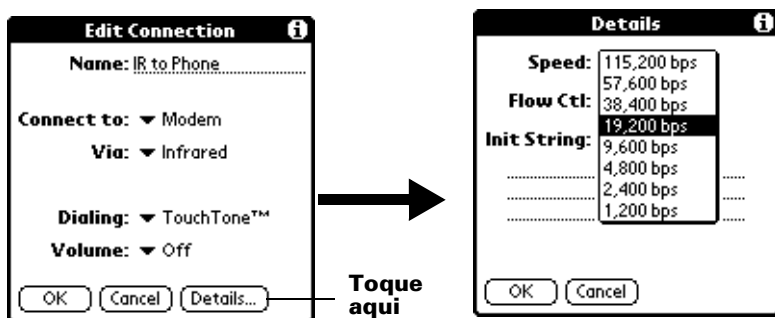 Edit Connection
Name: IR to Phone
Connect to: Modem
Via: Infrared
Dialing: TouchTone™
Volume: Off
OK Cancel Details...
Toque
aqui
Details
Speed: 115,200 bps
57,600 bps
Flow Ctl: 38,400 bps
19,200 bps
Init String: 9,600 bps
4,800 bps
2,400 bps
1,200 bps
OK Cancel